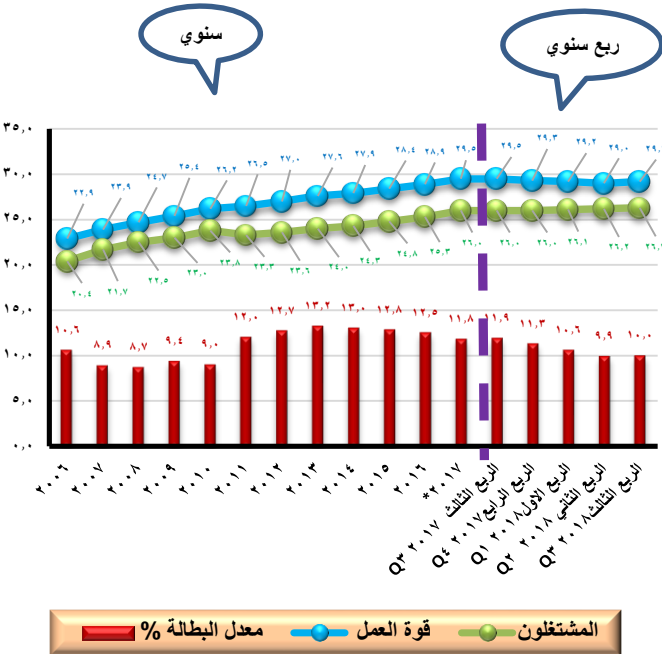 سنوي
ربع سنوي
٣٥,٠
٣٠,٠
٢٥,٠
٢٠,٠
١٥,٠
١٠,٠
٥,٠
٠,٠
٢٢,٩ ٢٣,٩ ٢٤,٧ ٢٥,٤ ٢٦,٢ ٢٦,٥ ٢٧,٠ ٢٧,٦ ٢٧,٩ ٢٨,٤ ٢٨,٩ ٢٩,٥ ٢٩,٥ ٢٩,٣ ٢٩,٢ ٢٩,٠
٢٠,٤ ٢١,٧ ٢٢,٥ ٢٣,٠ ٢٣,٨ ٢٣,٣ ٢٣,٦ ٢٤,٠ ٢٤,٣ ٢٤,٨ ٢٥,٣ ٢٦,٠ ٢٦,٠ ٢٦,٠ ٢٦,١ ٢٦,٢
١٠,٦ ٨,٩ ٨,٧ ٩,٤ ٩,٠ ١٢,٠ ١٢,٧ ١٣,٢ ١٣,٠ ١٢,٨ ١٢,٥ ١١,٨ ١١,٩ ١١,٣ ١٠,٦ ٩,٩ ١٠,٠
٢٠٠٦
٢٠٠٧
٢٠٠٨
٢٠٠٩
٢٠١٠
٢٠١١
٢٠١٢
٢٠١٣
٢٠١٤
٢٠١٥
٢٠١٦
*٢٠١٧
الربع الثالث ٢٠١٧ Q٣
الربع الرابع٢٠١٧ Q٤
الربع الاول٢٠١٨ Q١
الربع الثاني ٢٠١٨ Q٢
الربع الثالث٢٠١٨ Q٣
معدل البطالة %
قوة العمل
المشتغلون